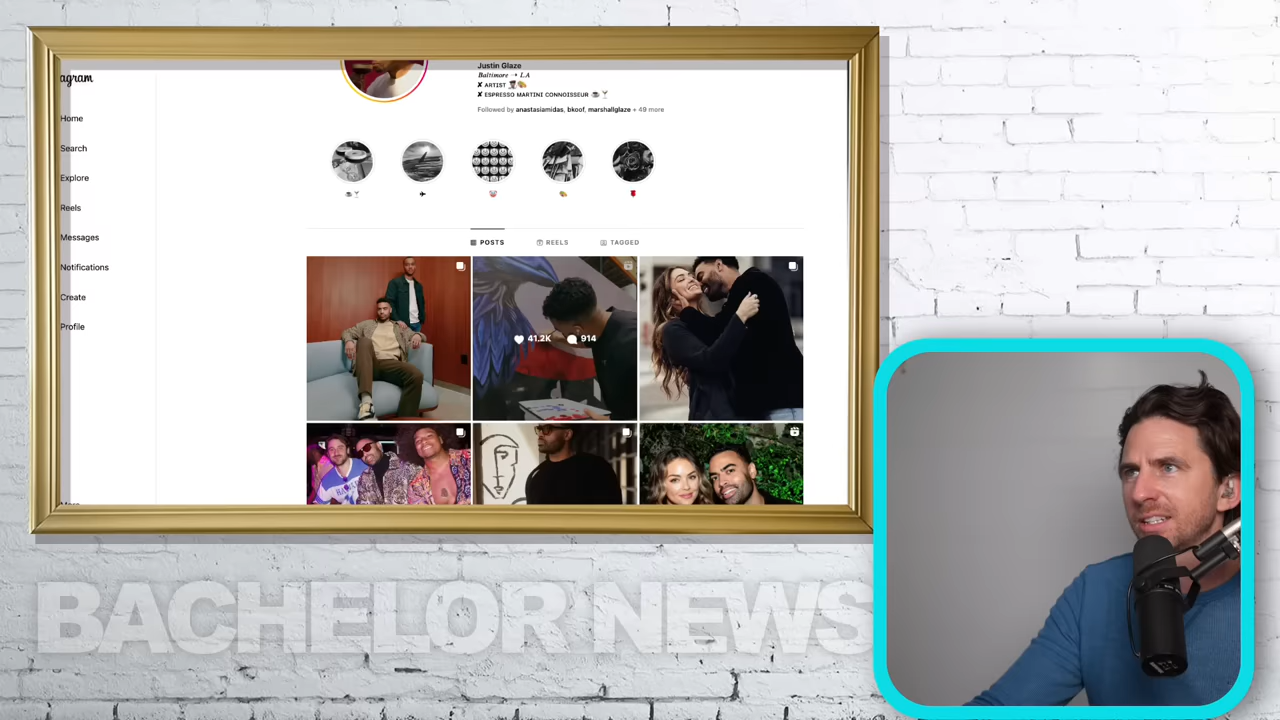 agram
Justin Glaze
Baltimore ➝ L.A
✘ ARTIST 👨🏽‍🎨🎨
✘ ESPRESSO MARTINI CONNOISSEUR ☕🍸
Followed by anastasiamidas, bkoof, marshallglaze + 49 more
Home
Search
Explore
Reels
Messages
Notifications
Create
Profile
POSTS
REELS
TAGGED
41.2K
914
BACHELOR NEWS